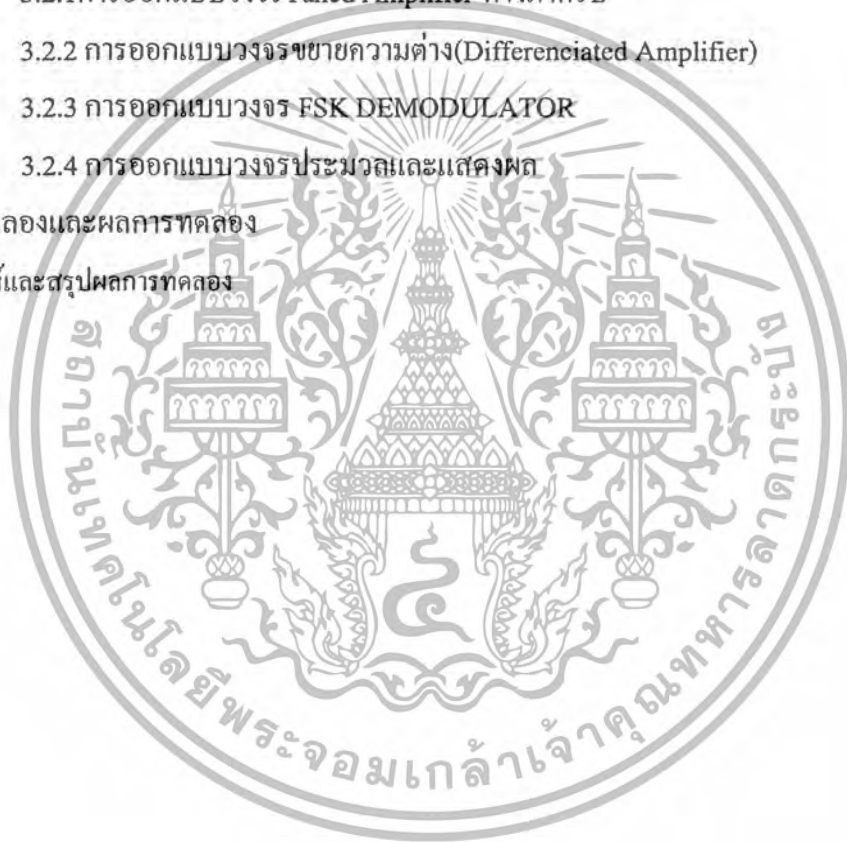 3.2.2 การออกแบบวงจรขยายความต่าง(Differenciated Amplifier)
3.2.3 การออกแบบวงจร FSK DEMODULATOR
3.2.4 การออกแบบวงจรประมวลและแสดงผล
ลองและผลการทดลอง
และสรุปผลการทดลอง
สถาบันเทคโนโลยีพระจอมเกล้าเจ้าคุณทหารลาดกระบัง